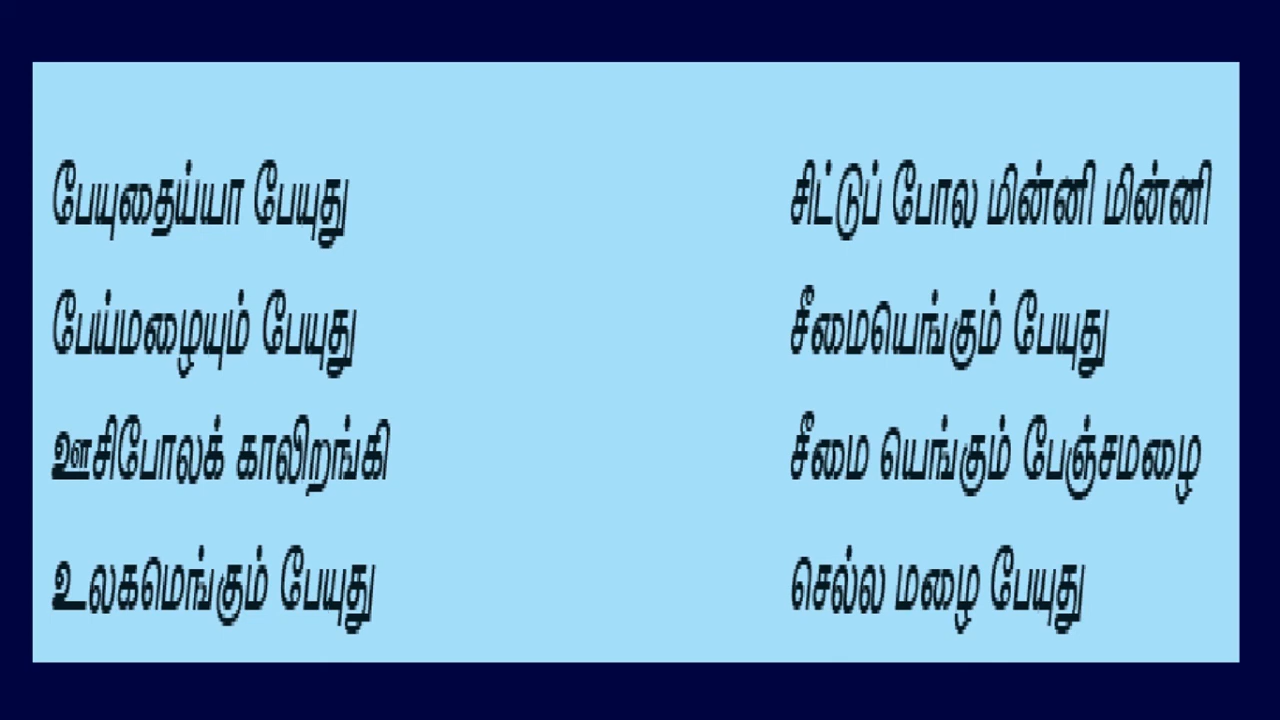 பேயுதைய்யா பேயுது
பேய்மழையும் பேயுது
ஊசிபோலக் காலிறங்கி
உலகமெங்கும் பேயுது
சிட்டுப் போல மின்னி மின்னி
சீமையெங்கும் பேயுது
சீமை யெங்கும் பேஞ்சமழை
செல்ல மழை பேயுது